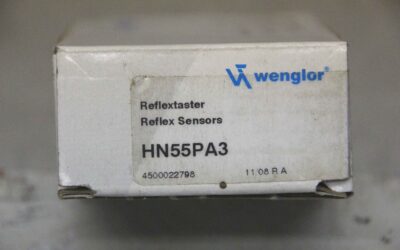 wenglor®
Reflextaster
Reflex Sensors
HN55PA3
4500022798 11/08 R A